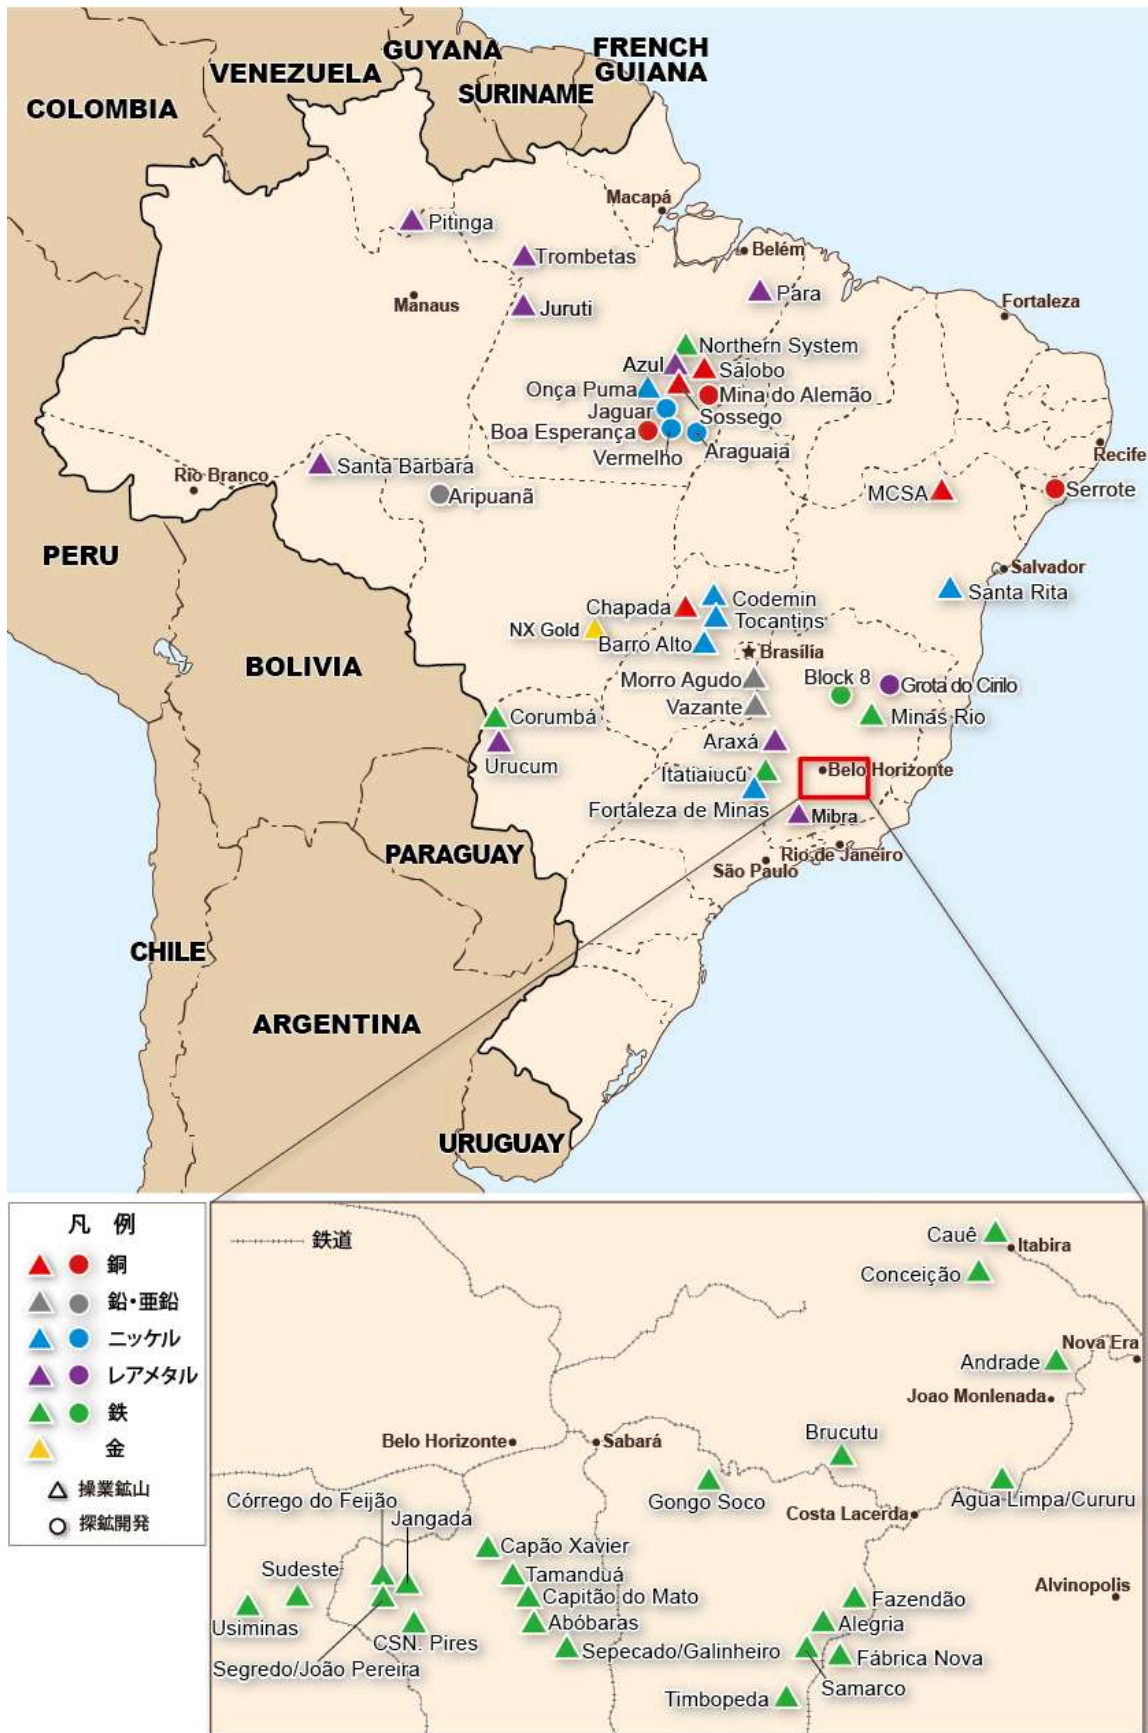 GUYANA
FRENCH
GUIANA
VENEZUELA
SURINAME
COLOMBIA
Macapá
Pitinga
Belém
Trombetas
Manaus
Juruti
Para
Fortaleza
Northern System
Azul
Salobo
Onça Puma
Mina do Alemão
Jaguar
Sossego
Boa Esperança
Vermelho
Araguaia
Recife
Santa Barbara
Rio Branco
Aripuanã
MCSA
Serrote
PERU
Salvador
Santa Rita
Codemin
Chapada
Tocantins
NX Gold
Barro Alto
Brasília
BOLIVIA
Morro Agudo
Block 8
Grota do Cirilo
Vazante
Corumbá
Minas Rio
Araxá
Urucum
Itatiaiucu
Belo Horizonte
Fortaleza de Minas
Mibra
PARAGUAY
Rio de Janeiro
São Paulo
CHILE
ARGENTINA
URUGUAY
凡 例
銅
鉛・亜鉛
ニッケル
レアメタル
鉄
金
操業鉱山
探鉱開発
鉄道
Cauê
Itabira
Conceição
Nova Era
Andrade
Joao Monlenada
Brucutu
Belo Horizonte
Sabará
Gongo Soco
Água Limpa/Cururu
Costa Lacerda
Córrego do Feijão
Jangada
Capão Xavier
Sudeste
Tamanduá
Alvinopolis
Capitão do Mato
Fazendão
Usiminas
Abóbaras
Alegria
CSN. Pires
Sepecado/Galinheiro
Fábrica Nova
Segredo/João Pereira
Samarco
Timbopeda